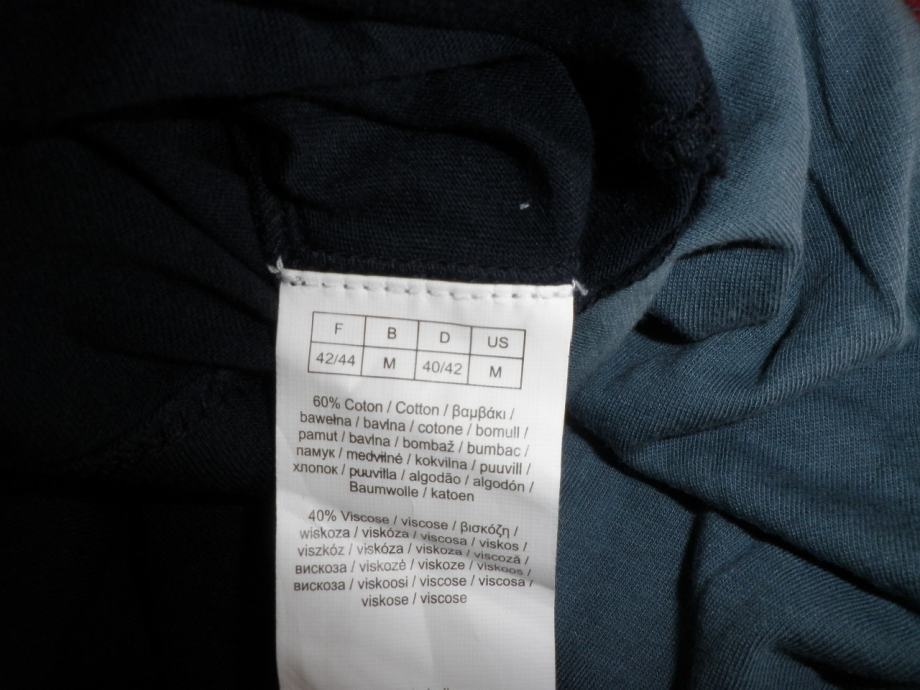 F B D US
42/44 M 40/42 M
60% Coton / Cotton / βαμβάκι /
bawełna / bavlna / cotone / bomull /
pamut / bavlna / bombaž / bumbac /
памук / medvilnė / kokvilna / puuvill /
хлопок / puuvilla / algodão / algodón /
Baumwolle / katoen
40% Viscose / viscose / βισκόζη /
wiskoza / viskóza / viscosa / viskos /
viszkóz / viskóza / viskoza / viscoză /
вискоза / viskozė / viskoze / viskoos /
вискоза / viskoosi / viscose / viscosa /
viskose / viscose